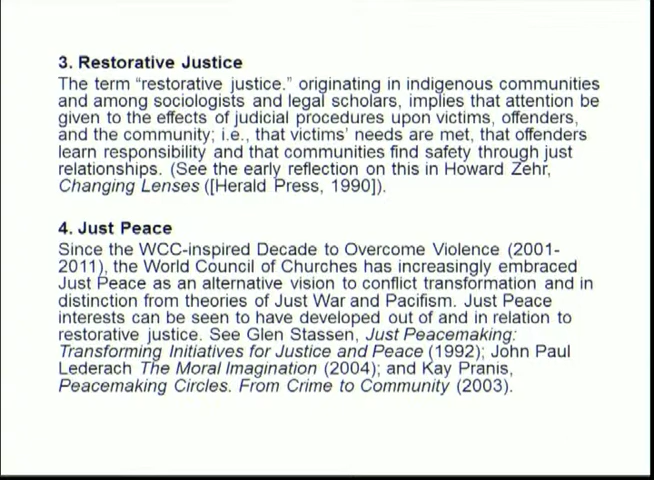 3. Restorative Justice
The term “restorative justice.” originating in indigenous communities
and among sociologists and legal scholars, implies that attention be
given to the effects of judicial procedures upon victims, offenders,
and the community; i.e., that victims’ needs are met, that offenders
learn responsibility and that communities find safety through just
relationships. (See the early reflection on this in Howard Zehr,
Changing Lenses ([Herald Press, 1990]).
4. Just Peace
Since the WCC-inspired Decade to Overcome Violence (2001-
2011), the World Council of Churches has increasingly embraced
Just Peace as an alternative vision to conflict transformation and in
distinction from theories of Just War and Pacifism. Just Peace
interests can be seen to have developed out of and in relation to
restorative justice. See Glen Stassen, Just Peacemaking:
Transforming Initiatives for Justice and Peace (1992); John Paul
Lederach The Moral Imagination (2004); and Kay Pranis,
Peacemaking Circles. From Crime to Community (2003).